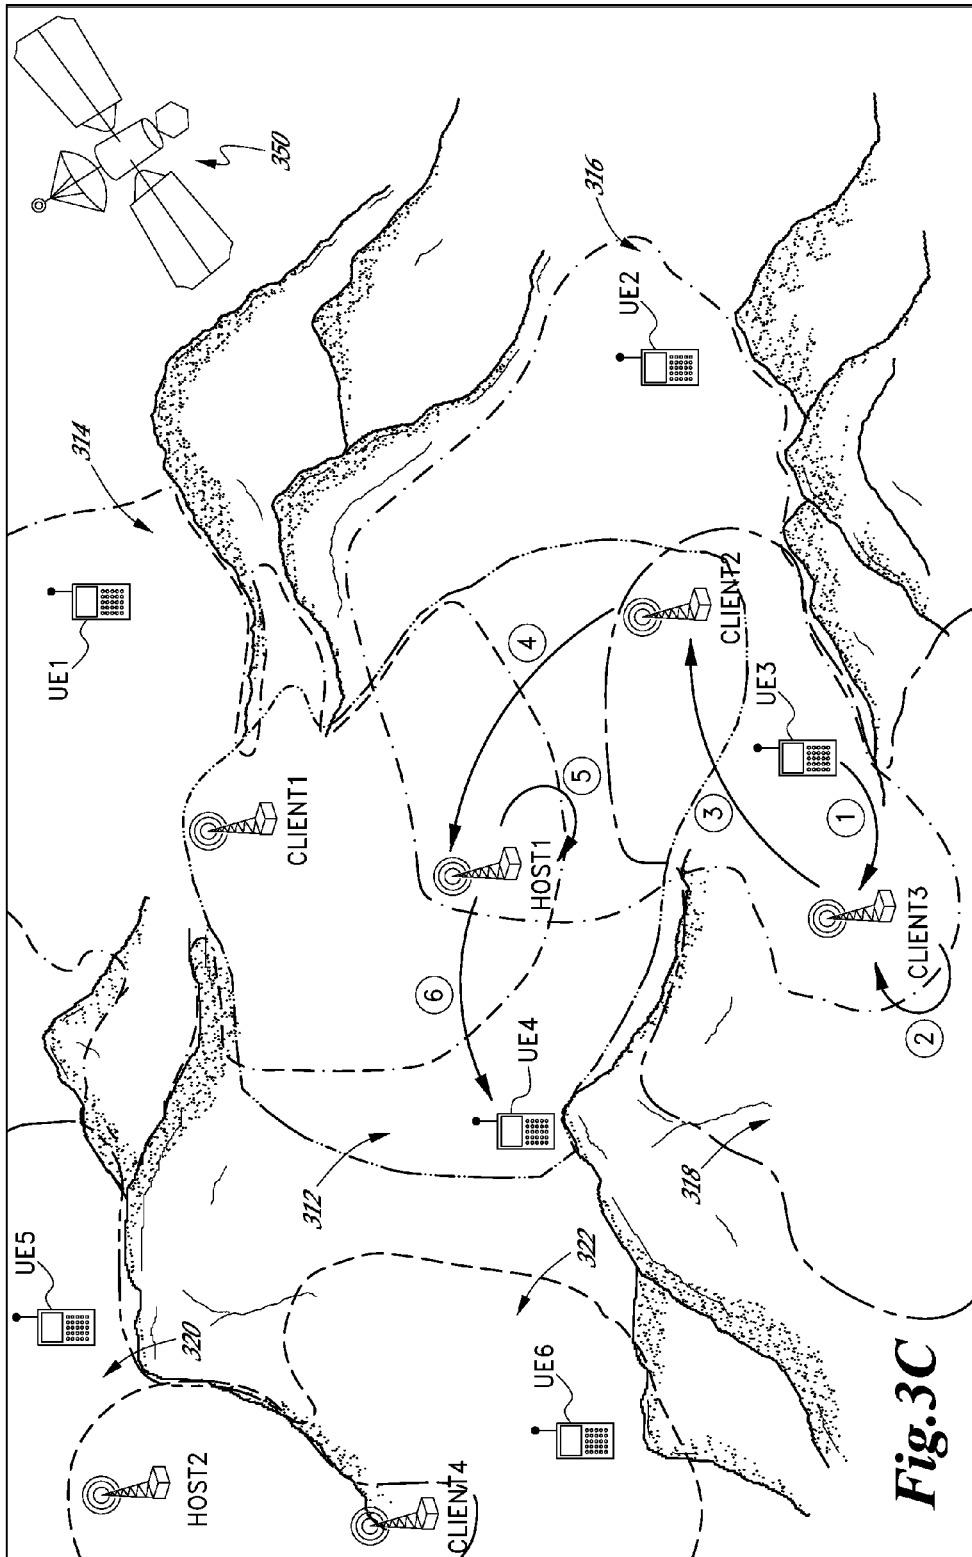 HOST2
UE5
UE1
350
320
314
CLIENT4
CLIENT1
312
316
6
HOST1
4
5
UE6
322
UE4
UE2
318
3
CLIENT2
UE3
1
CLIENT3
2
Fig.3C